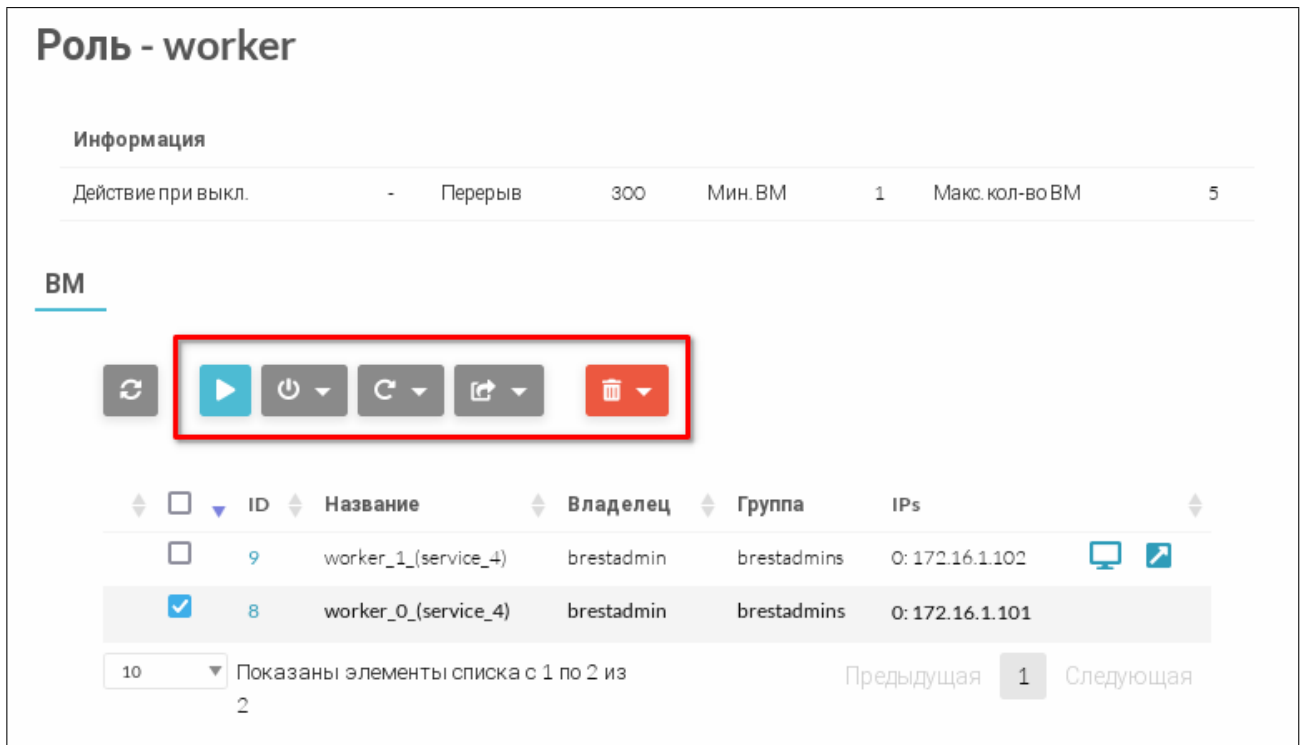 Роль - worker
Информация
Действие при выкл. - Перерыв 300 Мин. ВМ 1 Макс. кол-во ВМ 5
ВМ
ID Название Владелец Группа IPs
9 worker_1_(service_4) brestadmin brestadmins 0: 172.16.1.102
8 worker_0_(service_4) brestadmin brestadmins 0: 172.16.1.101
10 Показаны элементы списка с 1 по 2 из Предыдущая 1 Следующая
2